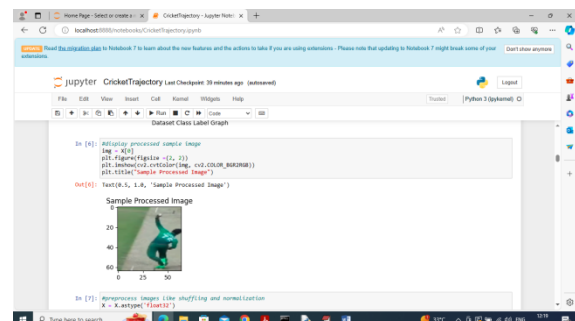 Home Page - Select or create a n
CricketTrajectory - Jupyter Note
localhost:8888/notebooks/CricketTrajectory.ipynb
UPDATE Read the migration plan to Notebook 7 to learn about the new features and the actions to take if you are using extensions - Please note that updating to Notebook 7 might break some of your
extensions.
Don't show anymore
jupyter CricketTrajectory Last Checkpoint: 39 minutes ago (autosaved)
Logout
File Edit View Insert Cell Kernel Widgets Help
Trusted Python 3 (ipykernel)
Run Code
Dataset Class Label Graph
In [6]: #display processed sample image
img = X[0]
plt.figure(figsize =(2, 2))
plt.imshow(cv2.cvtColor(img, cv2.COLOR_BGR2RGB))
plt.title("Sample Processed Image")
Out[6]: Text(0.5, 1.0, 'Sample Processed Image')
Sample Processed Image
0
20
40
60
0 25 50
In [7]: #preprocess images like shuffling and normalization
X = X.astype('float32')
Type here to search
33°C
ENG
12:19